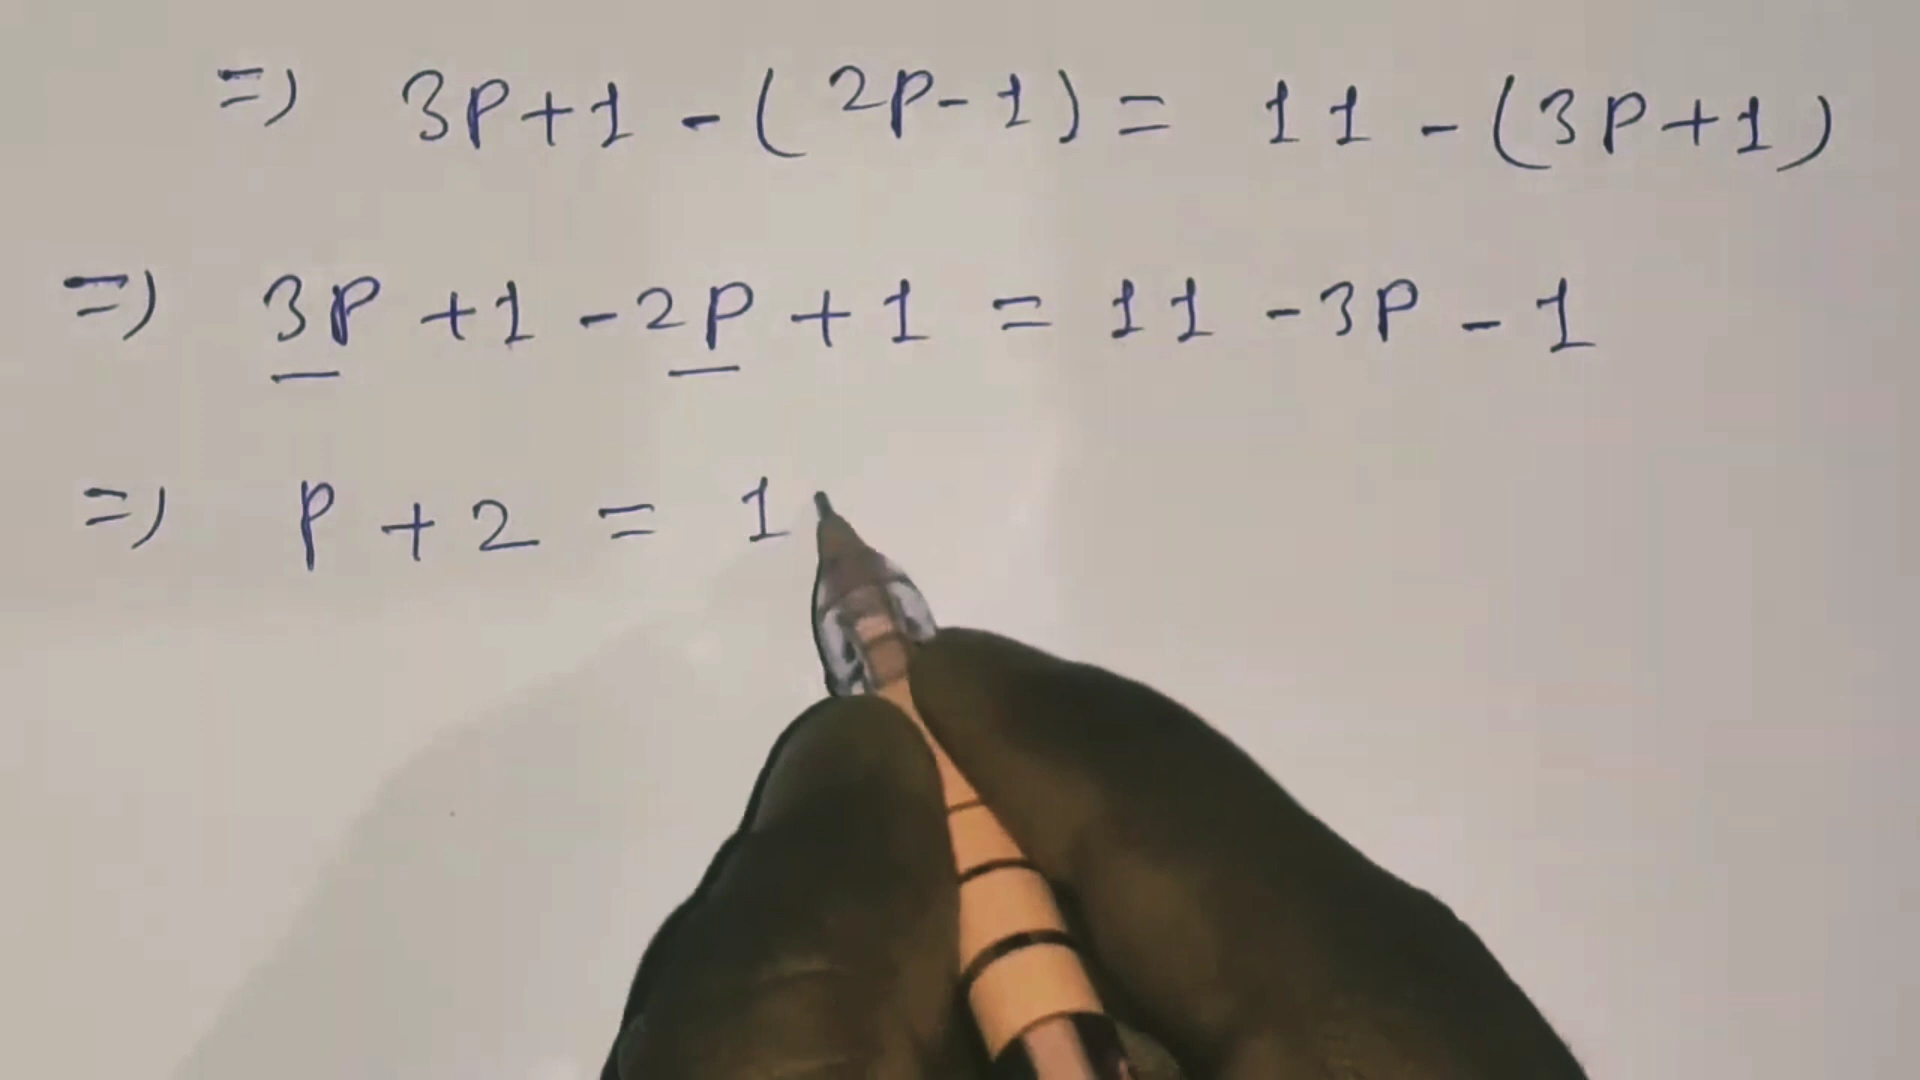 =) 3P+1 - (2P-1) = 11 - (3P+1)
=) 3P +1 -2P +1 = 11 -3P -1
=) P + 2 = 1